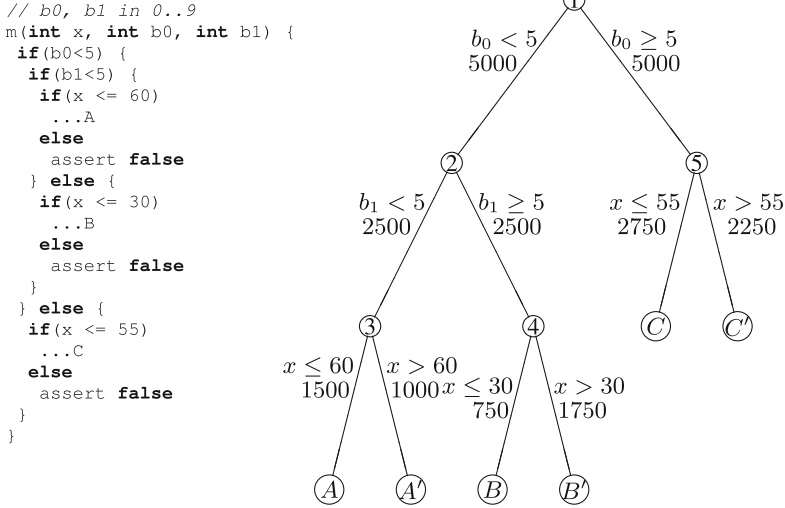 // b0, b1 in 0..9
m(int x, int b0, int b1) {
if(b0<5) {
if(b1<5) {
if(x <= 60)
...A
else
assert false
} else {
if(x <= 30)
...B
else
assert false
}
} else {
if(x <= 55)
...C
else
assert false
}
}
1
b₀ < 5
5000
b₀ ≥ 5
5000
2
5
b₁ < 5
2500
b₁ ≥ 5
2500
x ≤ 55
2750
x > 55
2250
3
4
C
C′
x ≤ 60
1500
x > 60
1000
x ≤ 30
750
x > 30
1750
A
A′
B
B′